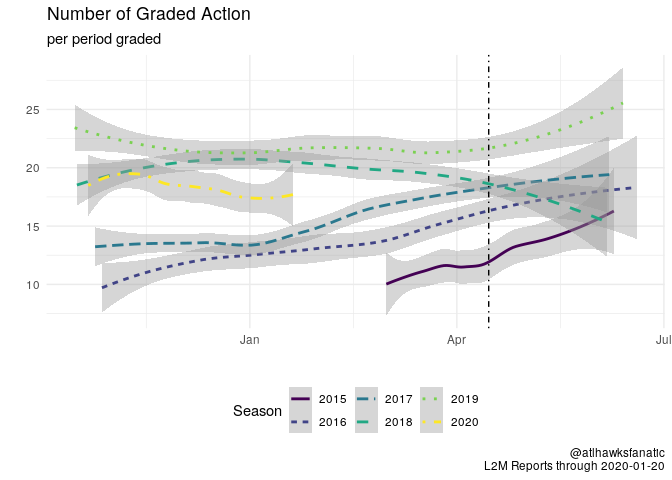 Number of Graded Action
per period graded
25
20
15
10
Jan
Apr
Jul
Season
2015
2017
2019
2016
2018
2020
@atlhawksfanatic
L2M Reports through 2020-01-20